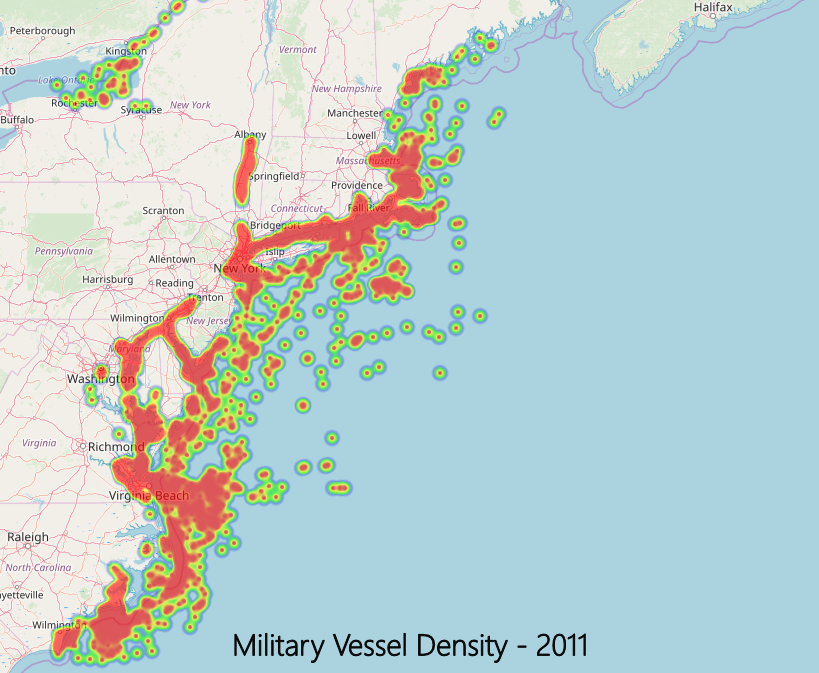 Halifax
Peterborough
Kingston
Vermont
Lake Ontario
Rochester
Syracuse
New York
New Hampshire
Manchester
Buffalo
Albany
Lowell
Massachusetts
Springfield
Providence
Connecticut
Fall River
Scranton
Bridgeport
Islip
Pennsylvania
Allentown
New York
Harrisburg
Reading
Trenton
Wilmington
New Jersey
Maryland
Washington
Virginia
Richmond
Virginia Beach
Raleigh
North Carolina
Wilmington
Military Vessel Density - 2011